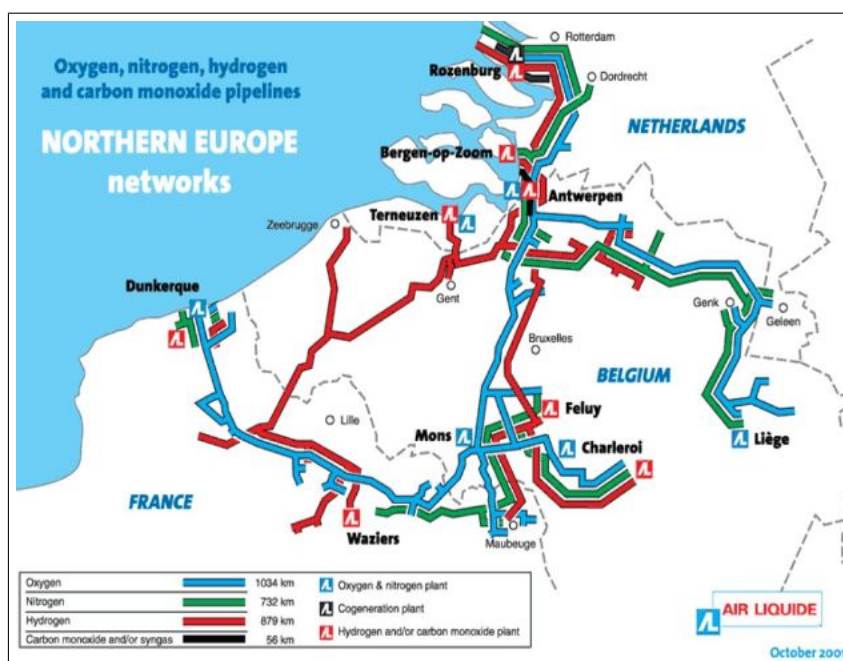 Oxygen, nitrogen, hydrogen
and carbon monoxide pipelines
NORTHERN EUROPE
networks
Rotterdam
Rozenburg
Dordrecht
NETHERLANDS
Bergen-op-Zoom
Antwerpen
Terneuzen
Zeebrugge
Dunkerque
Gent
Genk
Geleen
Bruxelles
BELGIUM
Lille
Feluy
Mons
Charleroi
Liège
FRANCE
Waziers
Maubeuge
Oxygen 1034 km
Nitrogen 732 km
Hydrogen 879 km
Carbon monoxide and/or syngas 56 km
Oxygen & nitrogen plant
Cogeneration plant
Hydrogen and/or carbon monoxide plant
AIR LIQUIDE
October